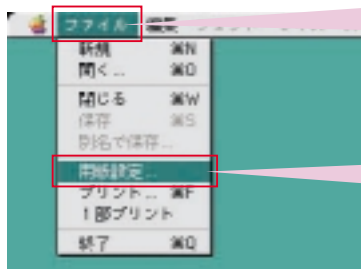 ファイル 編集
新規 ⌘N
開く... ⌘O
閉じる ⌘W
保存 ⌘S
別名で保存...
用紙設定...
プリント... ⌘P
1部プリント
終了 ⌘Q